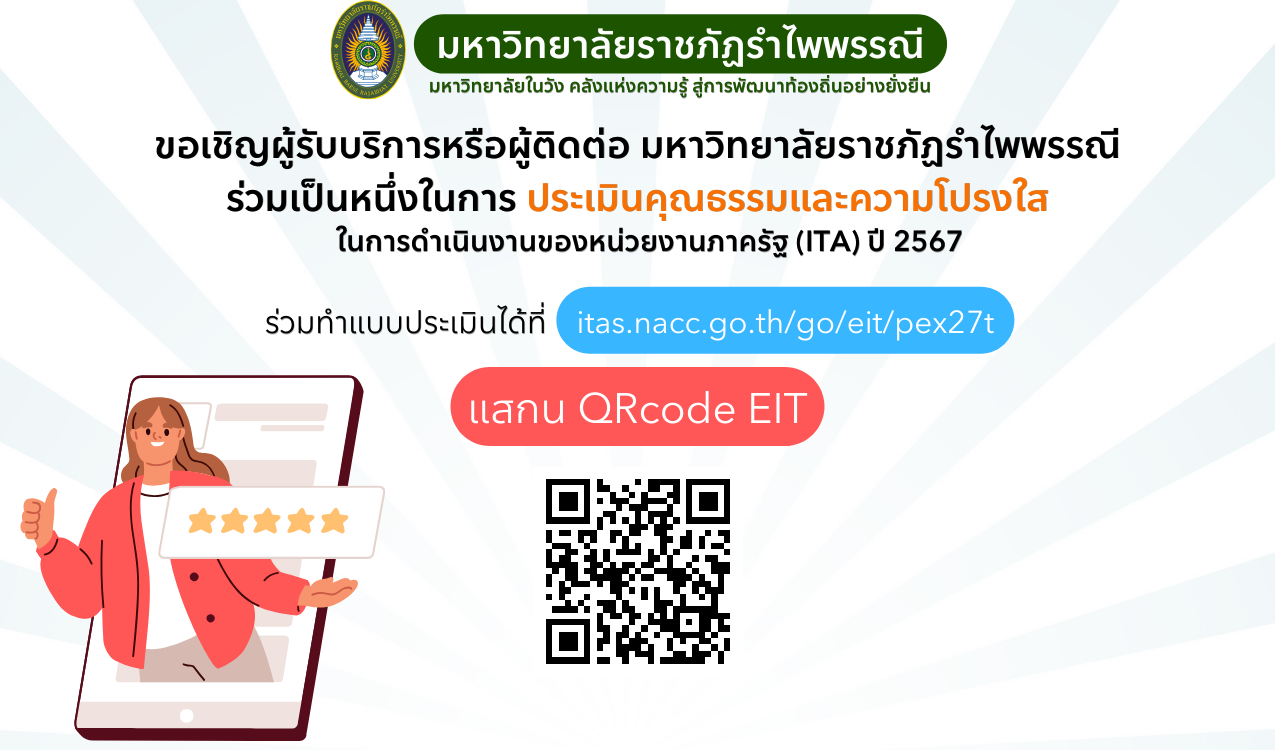 มหาวิทยาลัยราชภัฏรำไพพรรณี
มหาวิทยาลัยในวัง คลังแห่งความรู้ สู่การพัฒนาท้องถิ่นอย่างยั่งยืน
ขอเชิญผู้รับบริการหรือผู้ติดต่อ มหาวิทยาลัยราชภัฏรำไพพรรณี
ร่วมเป็นหนึ่งในการ ประเมินคุณธรรมและความโปรงใส
ในการดำเนินงานของหน่วยงานภาครัฐ (ITA) ปี 2567
ร่วมทำแบบประเมินได้ที่ itas.nacc.go.th/go/eit/pex27t
แสกน QRcode EIT